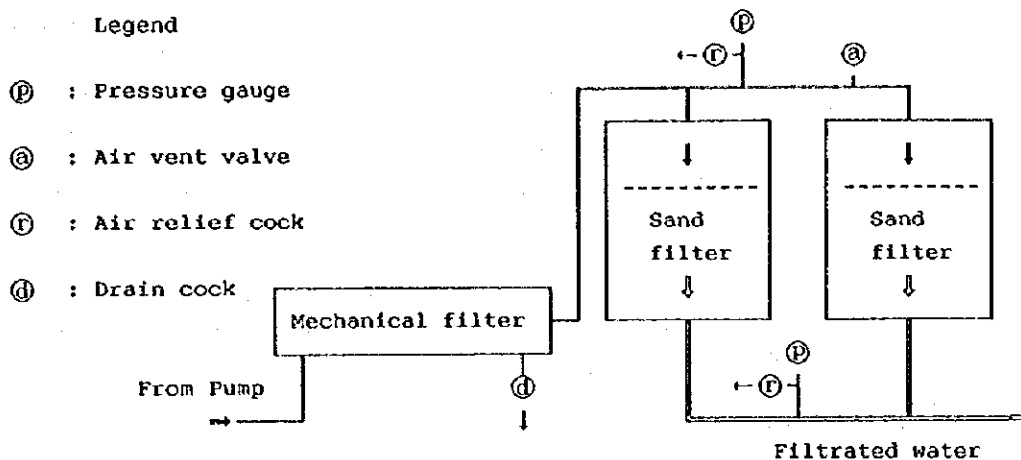 Legend
ⓟ : Pressure gauge
ⓐ : Air vent valve
ⓡ : Air relief cock
ⓓ : Drain cock
ⓟ
ⓡ
ⓐ
Sand
filter
Sand
filter
Mechanical filter
From Pump
ⓓ
ⓟ
ⓡ
Filtrated water